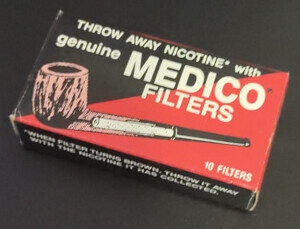 THROW AWAY NICOTINE* with
genuine MEDICO®
FILTERS
10 FILTERS
*WHEN FILTER TURNS BROWN, THROW IT AWAY
WITH THE NICOTINE IT HAS COLLECTED.